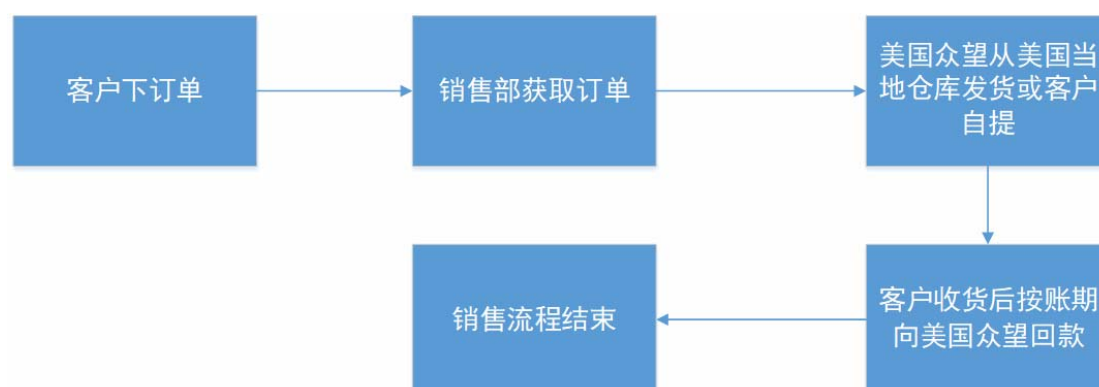 客户下订单
销售部获取订单
美国众望从美国当
地仓库发货或客户
自提
客户收货后按账期
向美国众望回款
销售流程结束